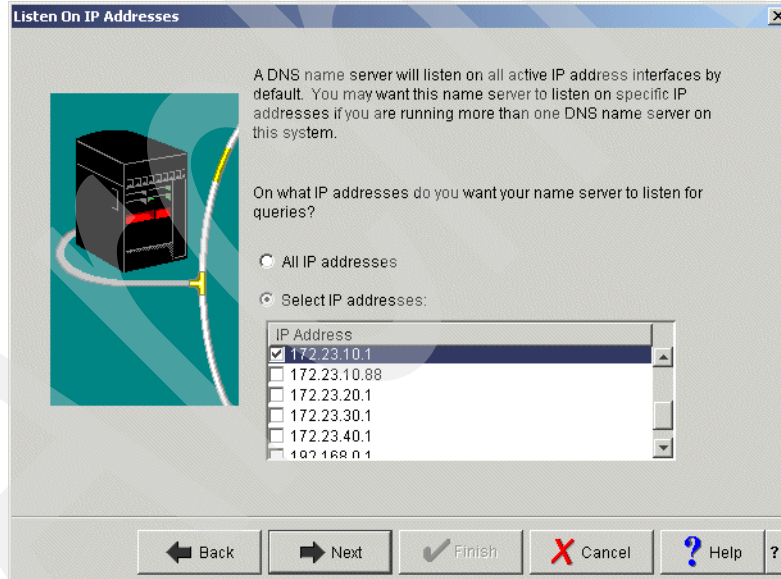 Listen On IP Addresses
A DNS name server will listen on all active IP address interfaces by
default. You may want this name server to listen on specific IP
addresses if you are running more than one DNS name server on
this system.
On what IP addresses do you want your name server to listen for
queries?
All IP addresses
Select IP addresses:
IP Address
172.23.10.1
172.23.10.88
172.23.20.1
172.23.30.1
172.23.40.1
192.168.0.1
Back
Next
Finish
X Cancel
? Help
?